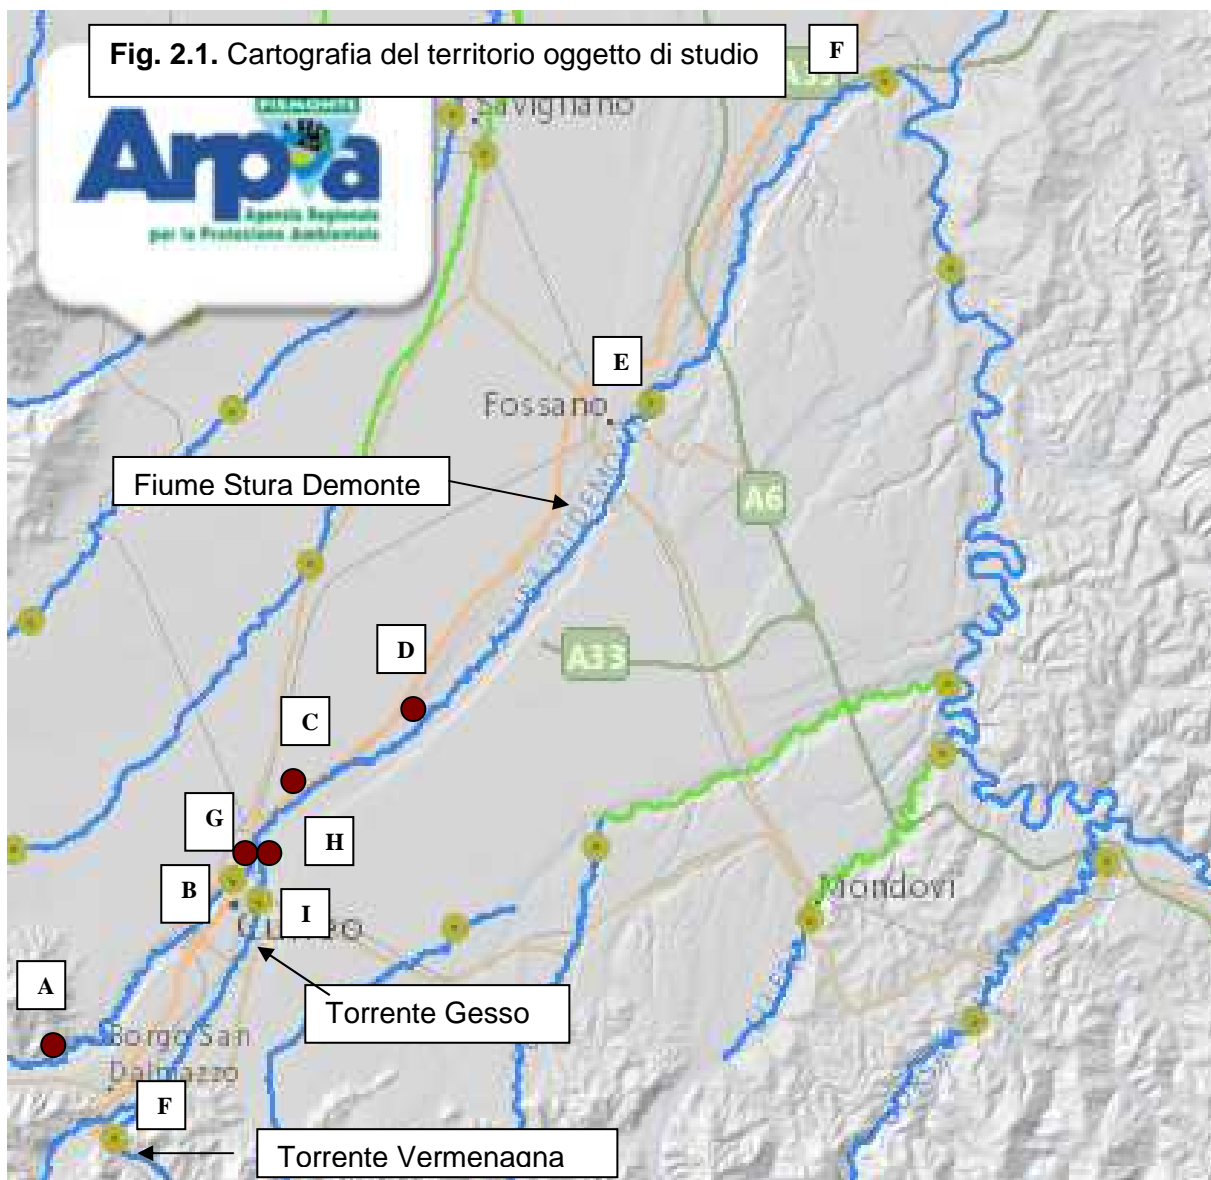 Fig. 2.1. Cartografia del territorio oggetto di studio
F
Savigliano
PIEMONTE
Arpa
Agenzia Regionale
per la Protezione Ambientale
E
Fossano
Fiume Stura Demonte
A6
D
A33
C
G
H
B
Mondovì
I
A
Torrente Gesso
Borgo San
Dalmazzo
F
Torrente Vermenagna